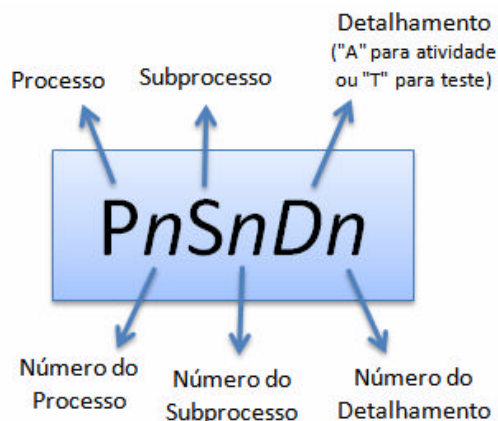 Detalhamento
("A" para atividade
ou "T" para teste)
Processo
Subprocesso
PnSnDn
Número do
Processo
Número do
Subprocesso
Número do
Detalhamento